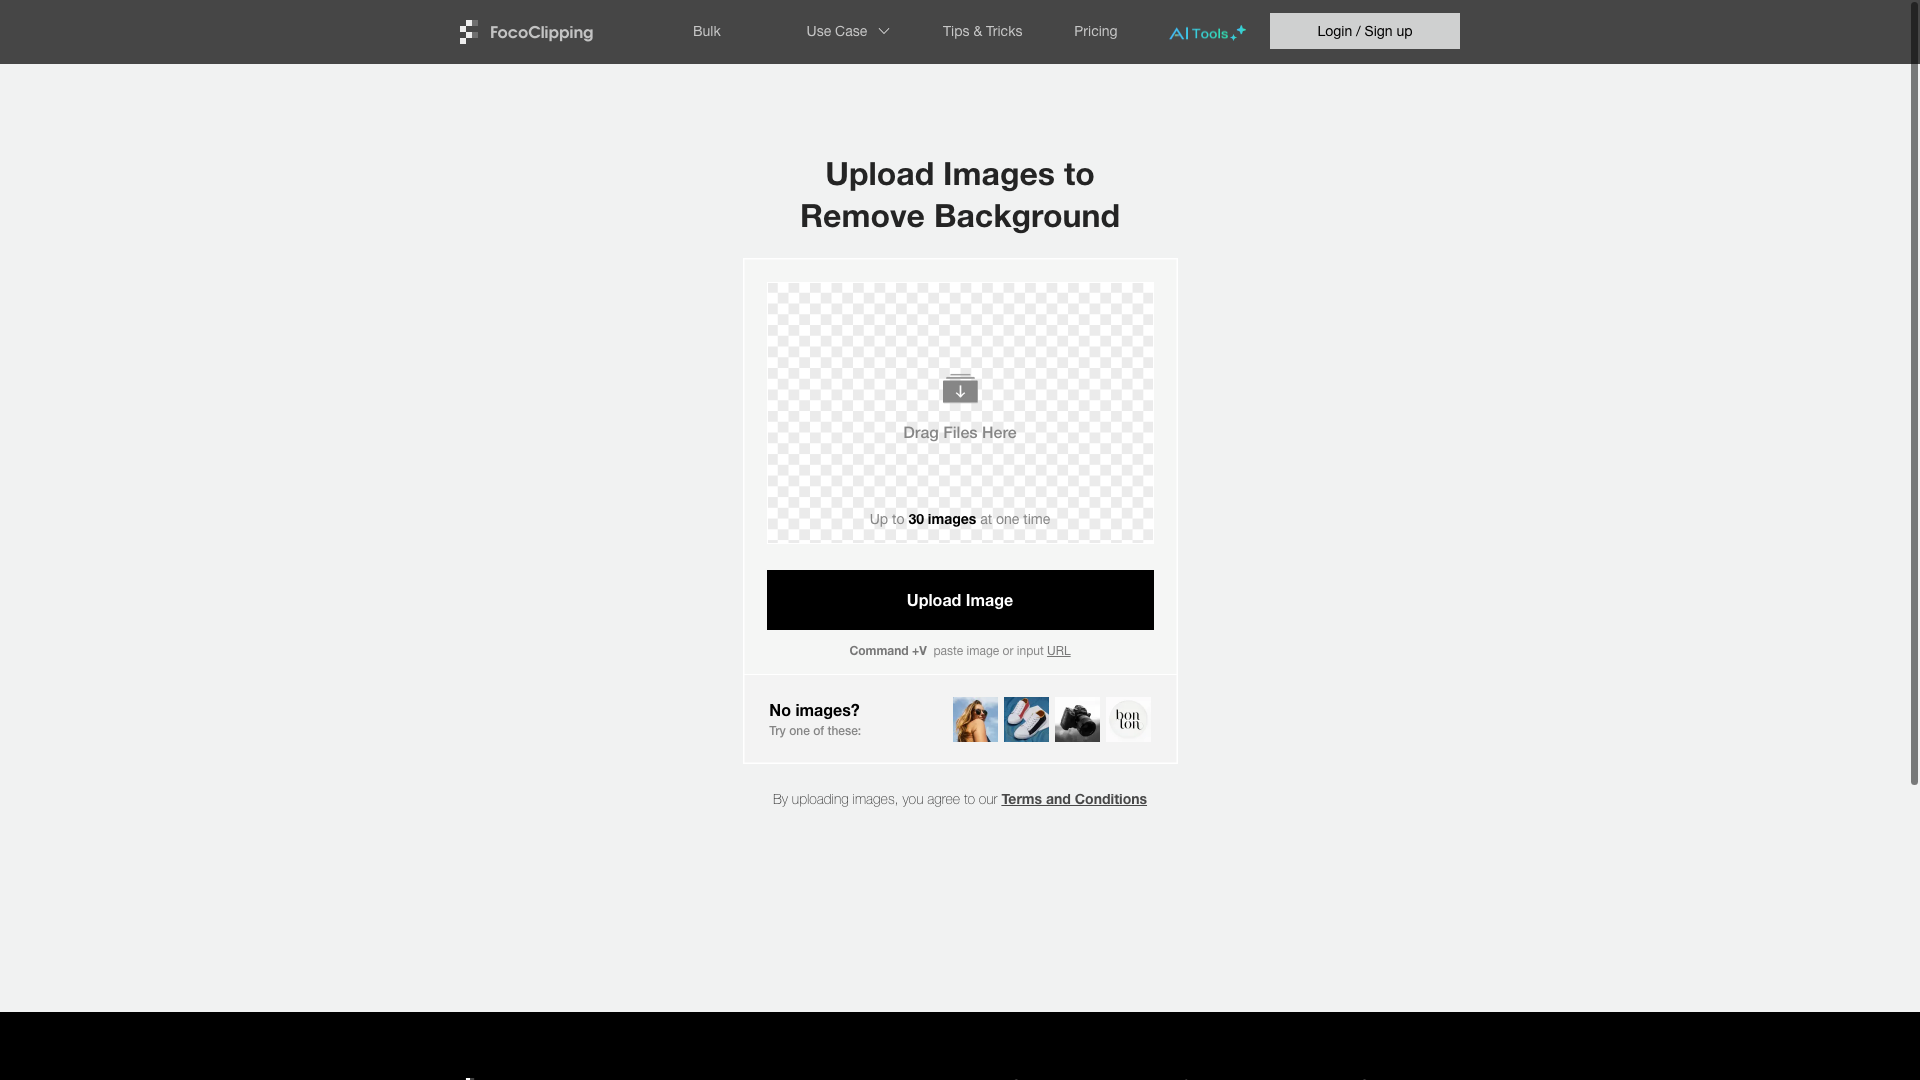 FocoClipping
Bulk
Use Case
Tips & Tricks
Pricing
AI Tools
Login / Sign up
Upload Images to
Remove Background
Drag Files Here
Up to 30 images at one time
Upload Image
Command +V paste image or input URL
No images?
Try one of these:
bon
ton
By uploading images, you agree to our Terms and Conditions